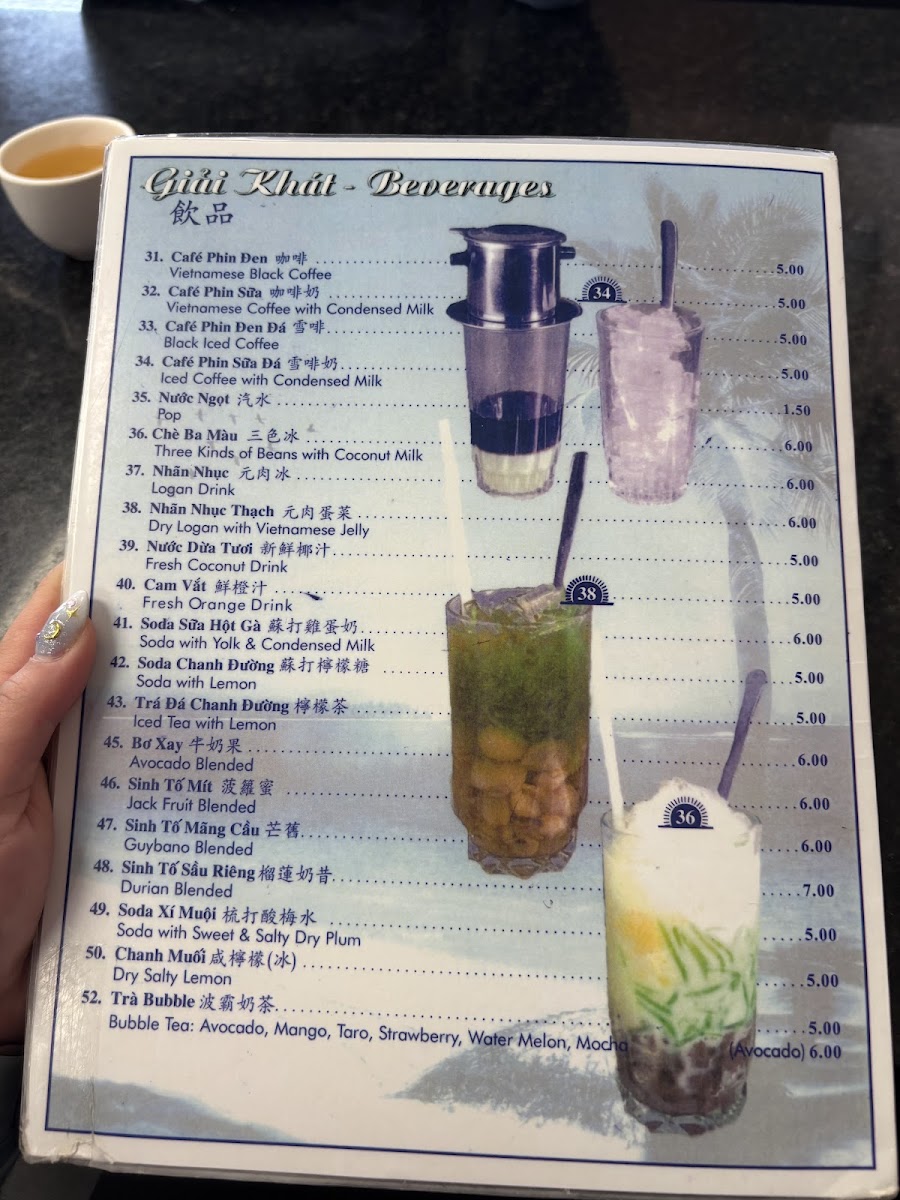 Giải Khát - Beverages
飲品
31. Café Phin Đen 咖啡 5.00
Vietnamese Black Coffee
32. Café Phin Sữa 咖啡奶 5.00
Vietnamese Coffee with Condensed Milk
33. Café Phin Đen Đá 雪啡 5.00
Black Iced Coffee
34. Café Phin Sữa Đá 雪啡奶 5.00
Iced Coffee with Condensed Milk
35. Nước Ngọt 汽水 1.50
Pop
36. Chè Ba Màu 三色冰 6.00
Three Kinds of Beans with Coconut Milk
37. Nhãn Nhục 元肉冰 6.00
Logan Drink
38. Nhãn Nhục Thạch 元肉蛋菜 6.00
Dry Logan with Vietnamese Jelly
39. Nước Dừa Tươi 新鮮椰汁 5.00
Fresh Coconut Drink
40. Cam Vắt 鮮橙汁 5.00
Fresh Orange Drink
41. Soda Sữa Hột Gà 蘇打雞蛋奶 6.00
Soda with Yolk & Condensed Milk
42. Soda Chanh Đường 蘇打檸檬糖 5.00
Soda with Lemon
43. Trá Đá Chanh Đường 檸檬茶 5.00
Iced Tea with Lemon
45. Bơ Xay 牛奶果 6.00
Avocado Blended
46. Sinh Tố Mít 菠籮蜜 6.00
Jack Fruit Blended
47. Sinh Tố Mãng Cầu 芒舊 6.00
Guybano Blended
48. Sinh Tố Sầu Riêng 榴蓮奶昔 7.00
Durian Blended
49. Soda Xí Muội 梳打酸梅水 5.00
Soda with Sweet & Salty Dry Plum
50. Chanh Muối 咸檸檬(冰) 5.00
Dry Salty Lemon
52. Trà Bubble 波霸奶茶 5.00
Bubble Tea: Avocado, Mango, Taro, Strawberry, Water Melon, Mocha (Avocado) 6.00
34
38
36